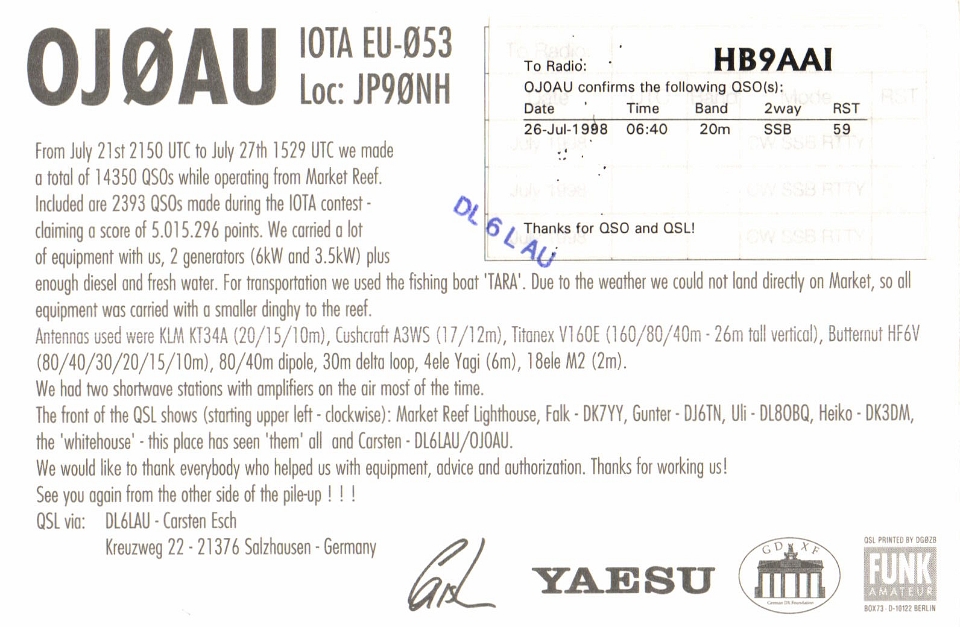 OJØAU
IOTA EU-Ø53
Loc: JP9ØNH
To Radio:
HB9AAI
OJ0AU confirms the following QSO(s):
Date Time Band 2way RST
26-Jul-1998 06:40 20m SSB 59
Thanks for QSO and QSL!
DL6LAU
From July 21st 2150 UTC to July 27th 1529 UTC we made
a total of 14350 QSOs while operating from Market Reef.
Included are 2393 QSOs made during the IOTA contest -
claiming a score of 5.015.296 points. We carried a lot
of equipment with us, 2 generators (6kW and 3.5kW) plus
enough diesel and fresh water. For transportation we used the fishing boat 'TARA'. Due to the weather we could not land directly on Market, so all
equipment was carried with a smaller dinghy to the reef.
Antennas used were KLM KT34A (20/15/10m), Cushcraft A3WS (17/12m), Titanex V160E (160/80/40m - 26m tall vertical), Butternut HF6V
(80/40/30/20/15/10m), 80/40m dipole, 30m delta loop, 4ele Yagi (6m), 18ele M2 (2m).
We had two shortwave stations with amplifiers on the air most of the time.
The front of the QSL shows (starting upper left - clockwise): Market Reef Lighthouse, Falk - DK7YY, Gunter - DJ6TN, Uli - DL8OBQ, Heiko - DK3DM,
the 'whitehouse' - this place has seen 'them' all and Carsten - DL6LAU/OJ0AU.
We would like to thank everybody who helped us with equipment, advice and authorization. Thanks for working us!
See you again from the other side of the pile-up ! ! !
QSL via: DL6LAU - Carsten Esch
Kreuzweg 22 - 21376 Salzhausen - Germany
YAESU
GDXF
German DX Foundation
QSL PRINTED BY DGØZB
FUNK
AMATEUR
BOX73 · D-10122 BERLIN